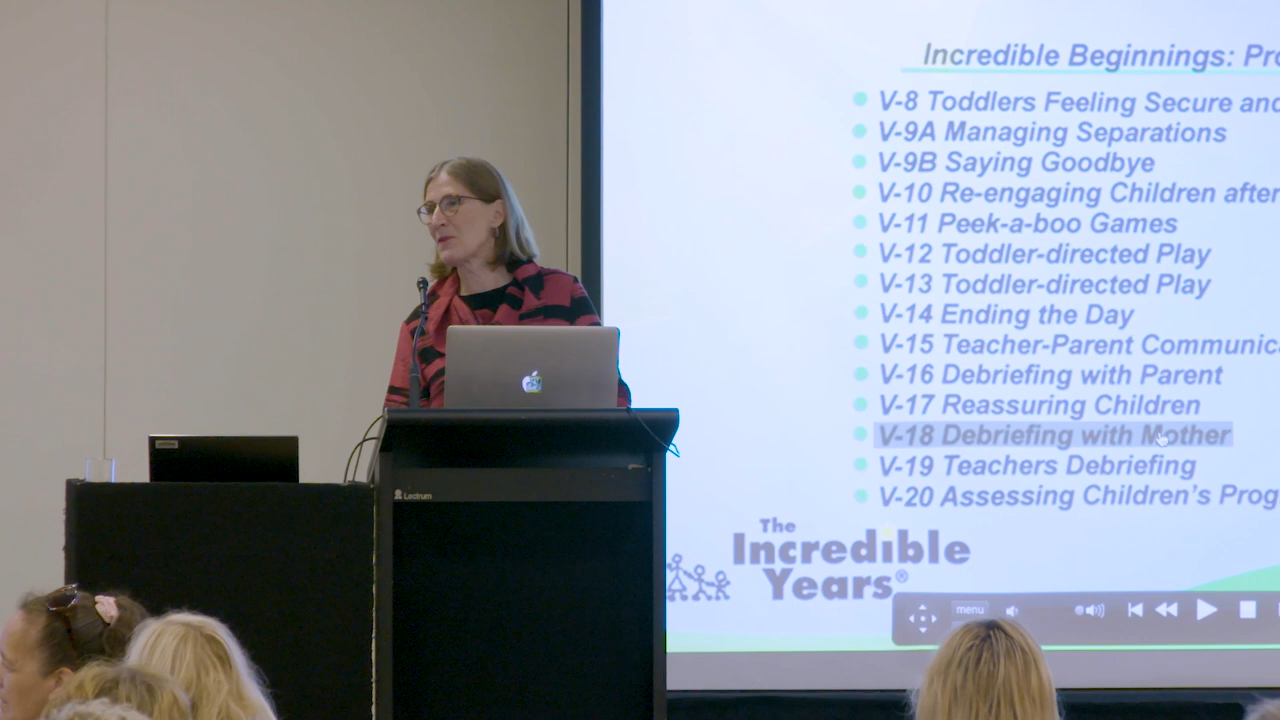 Incredible Beginnings: Pro
V-8 Toddlers Feeling Secure and
V-9A Managing Separations
V-9B Saying Goodbye
V-10 Re-engaging Children after
V-11 Peek-a-boo Games
V-12 Toddler-directed Play
V-13 Toddler-directed Play
V-14 Ending the Day
V-15 Teacher-Parent Communica
V-16 Debriefing with Parent
V-17 Reassuring Children
V-18 Debriefing with Mother
V-19 Teachers Debriefing
V-20 Assessing Children's Prog
Lectrum
The
Incredible
Years®
menu